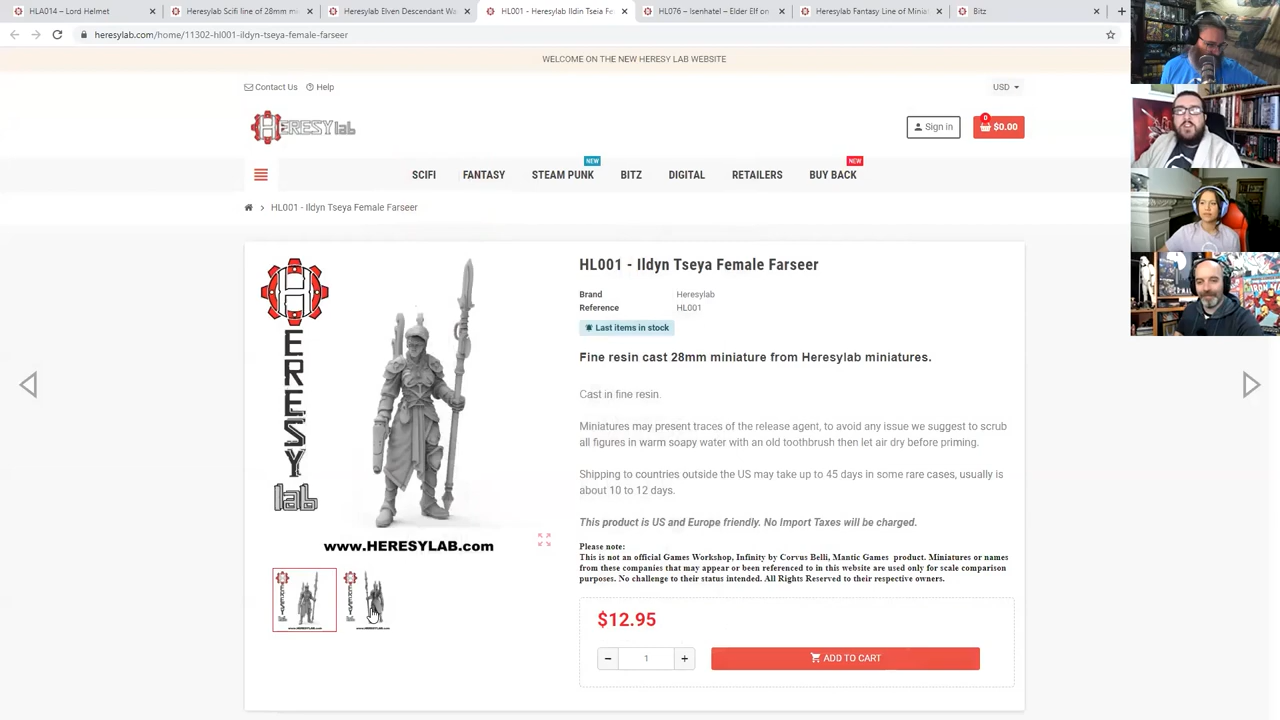 HLA014 – Lord Helmet
Heresylab Scifi line of 28mm mi
Heresylab Elven Descendant Wa
HL001 - Heresylab Ildin Tseia Fe
HL076 – Isenhatel – Elder Elf on
Heresylab Fantasy Line of Minia
Bitz
heresylab.com/home/11302-hl001-ildyn-tseya-female-farseer
WELCOME ON THE NEW HERESY LAB WEBSITE
Contact Us Help
USD
HERESYlab
Sign in
0
$0.00
NEW
NEW
SCIFI FANTASY STEAM PUNK BITZ DIGITAL RETAILERS BUY BACK
HL001 - Ildyn Tseya Female Farseer
HERESY
lab
www.HERESYLAB.com
HL001 - Ildyn Tseya Female Farseer
Brand Heresylab
Reference HL001
Last items in stock
Fine resin cast 28mm miniature from Heresylab miniatures.
Cast in fine resin.
Miniatures may present traces of the release agent, to avoid any issue we suggest to scrub
all figures in warm soapy water with an old toothbrush then let air dry before priming.
Shipping to countries outside the US may take up to 45 days in some rare cases, usually is
about 10 to 12 days.
This product is US and Europe friendly. No Import Taxes will be charged.
Please note:
This is not an official Games Workshop, Infinity by Corvus Belli, Mantic Games product. Miniatures or names
from these companies that may appear or been referenced to in this website are used only for scale comparison
purposes. No challenge to their status intended. All Rights Reserved to their respective owners.
$12.95
1
ADD TO CART